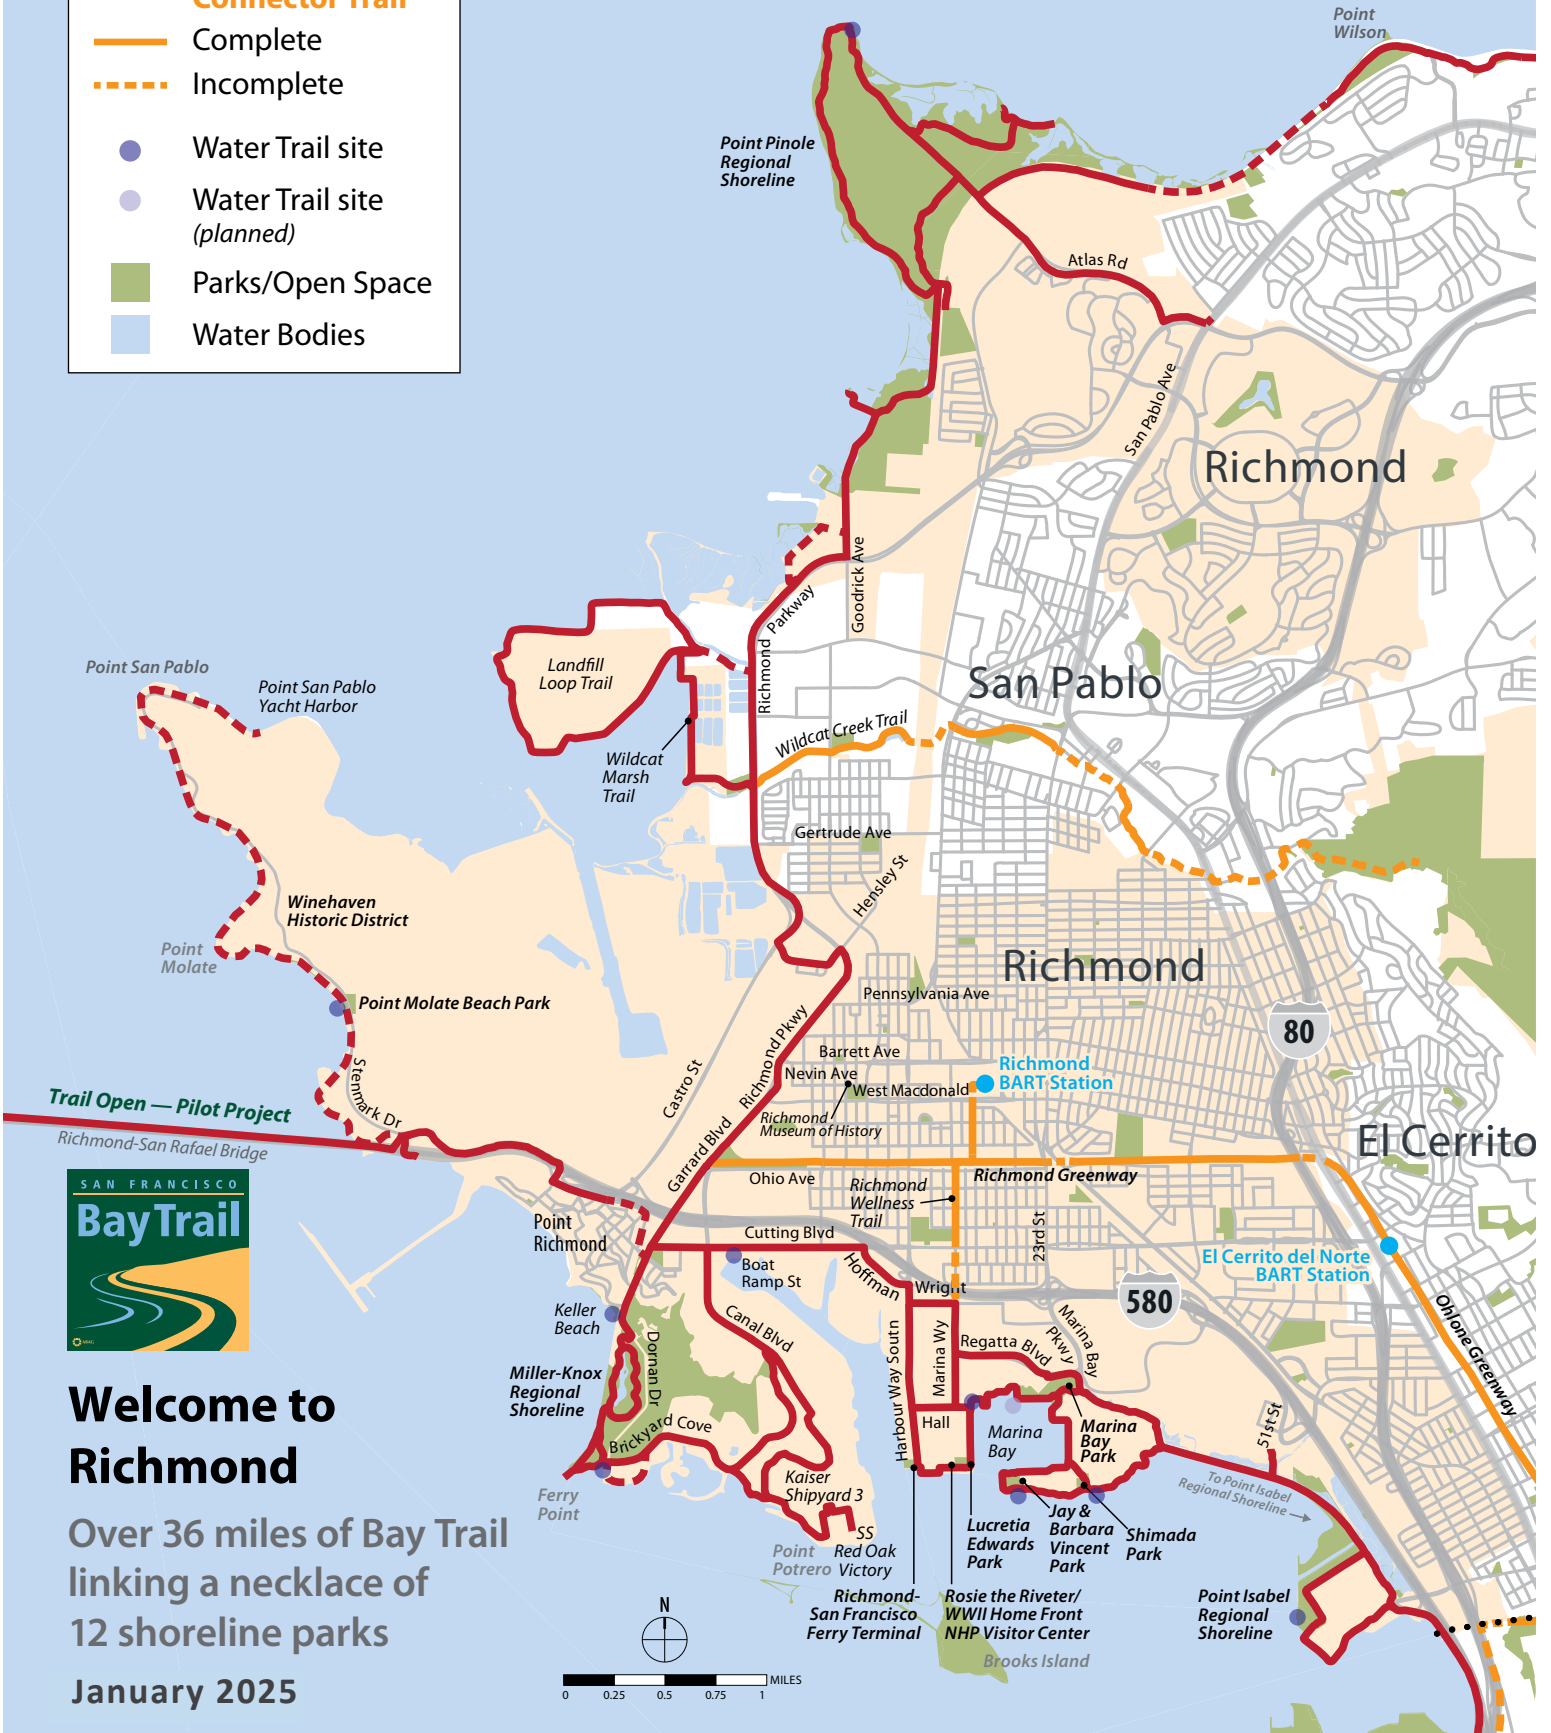 Connector Trail
Complete
Incomplete
Water Trail site
Water Trail site
(planned)
Parks/Open Space
Water Bodies
Point
Wilson
Point Pinole
Regional
Shoreline
Atlas Rd
San Pablo Ave
Richmond
Goodrick Ave
Parkway
Richmond
Landfill
Loop Trail
Point San Pablo
Point San Pablo
Yacht Harbor
San Pablo
Wildcat Creek Trail
Wildcat
Marsh
Trail
Gertrude Ave
Hensley St
Winehaven
Historic District
Point
Molate
Richmond
Point Molate Beach Park
Pennsylvania Ave
80
Barrett Ave
Nevin Ave
West Macdonald
Richmond
BART Station
Richmond
Museum of History
Richmond Pkwy
Castro St
Stenmark Dr
Trail Open — Pilot Project
Richmond-San Rafael Bridge
El Cerrito
Garrard Blvd
Ohio Ave
Richmond Greenway
Richmond
Wellness
Trail
23rd St
SAN FRANCISCO
Bay Trail
Point
Richmond
Cutting Blvd
El Cerrito del Norte
BART Station
Boat
Ramp St
Hoffman
Wright
580
Ohlone Greenway
Keller
Beach
Canal Blvd
Dornan Dr
Harbour Way South
Marina Wy
Regatta Blvd
Marina Bay
Pkwy
Miller-Knox
Regional
Shoreline
Brickyard Cove
Hall
Marina
Bay
Marina
Bay
Park
51st St
Welcome to
Richmond
Kaiser
Shipyard 3
To Point Isabel
Regional Shoreline
Ferry
Point
SS
Red Oak
Victory
Point
Potrero
Lucretia
Edwards
Park
Jay &
Barbara
Vincent
Park
Shimada
Park
Over 36 miles of Bay Trail
linking a necklace of
12 shoreline parks
Richmond-
San Francisco
Ferry Terminal
Rosie the Riveter/
WWII Home Front
NHP Visitor Center
Point Isabel
Regional
Shoreline
Brooks Island
January 2025
N
MILES
0 0.25 0.5 0.75 1